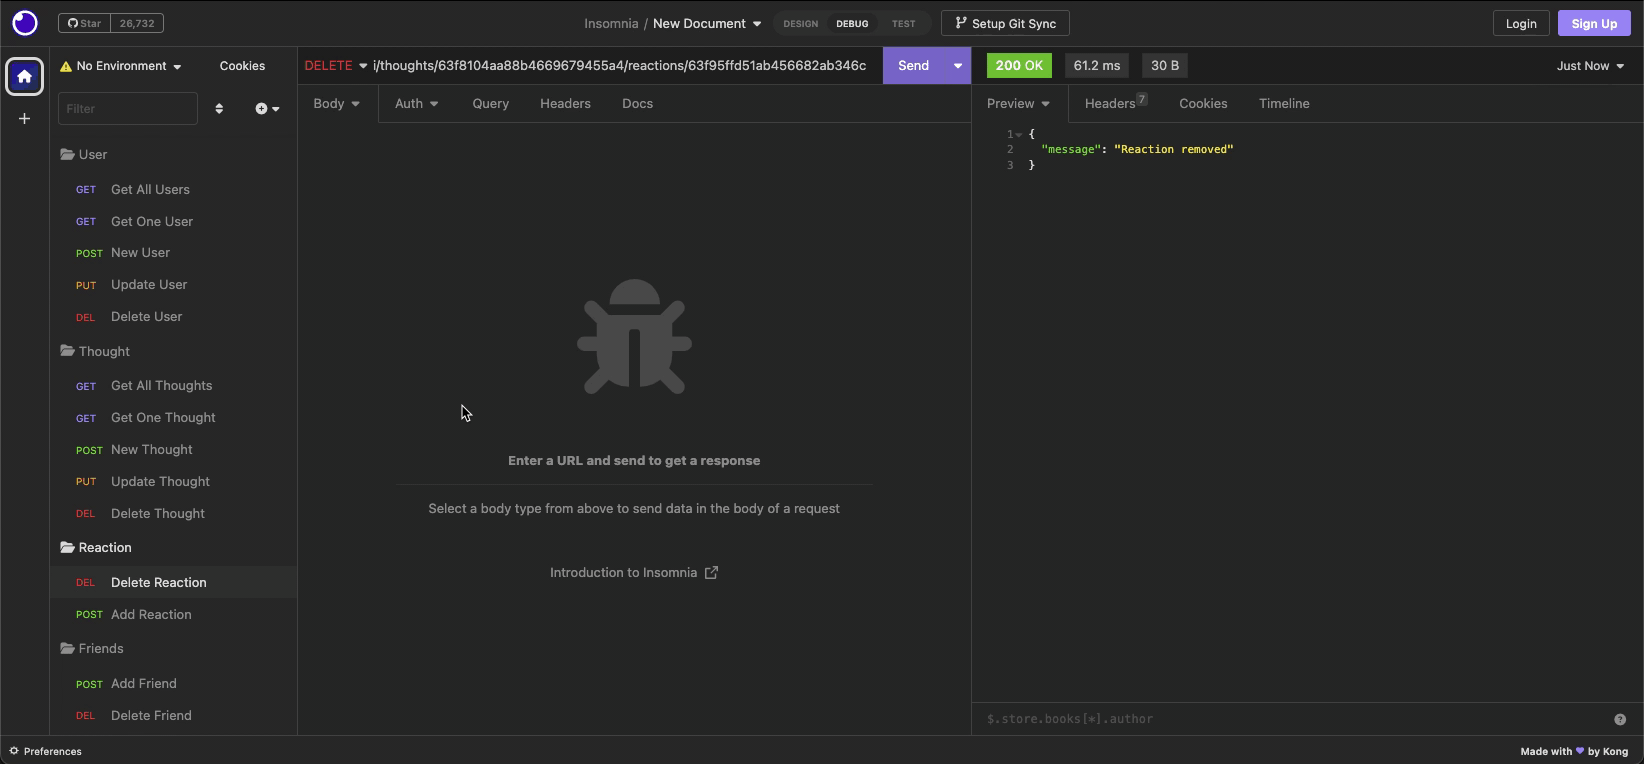 Star 26,732
Insomnia / New Document
DESIGN DEBUG TEST
Setup Git Sync
Login
Sign Up
No Environment
Cookies
Filter
User
GET Get All Users
GET Get One User
POST New User
PUT Update User
DEL Delete User
Thought
GET Get All Thoughts
GET Get One Thought
POST New Thought
PUT Update Thought
DEL Delete Thought
Reaction
DEL Delete Reaction
POST Add Reaction
Friends
POST Add Friend
DEL Delete Friend
DELETE i/thoughts/63f8104aa88b4669679455a4/reactions/63f95ffd51ab456682ab346c Send
Body Auth Query Headers Docs
Enter a URL and send to get a response
Select a body type from above to send data in the body of a request
Introduction to Insomnia
200 OK 61.2 ms 30 B Just Now
Preview Headers 7 Cookies Timeline
1 {
2 "message": "Reaction removed"
3 }
$.store.books[*].author ?
Preferences
Made with by Kong